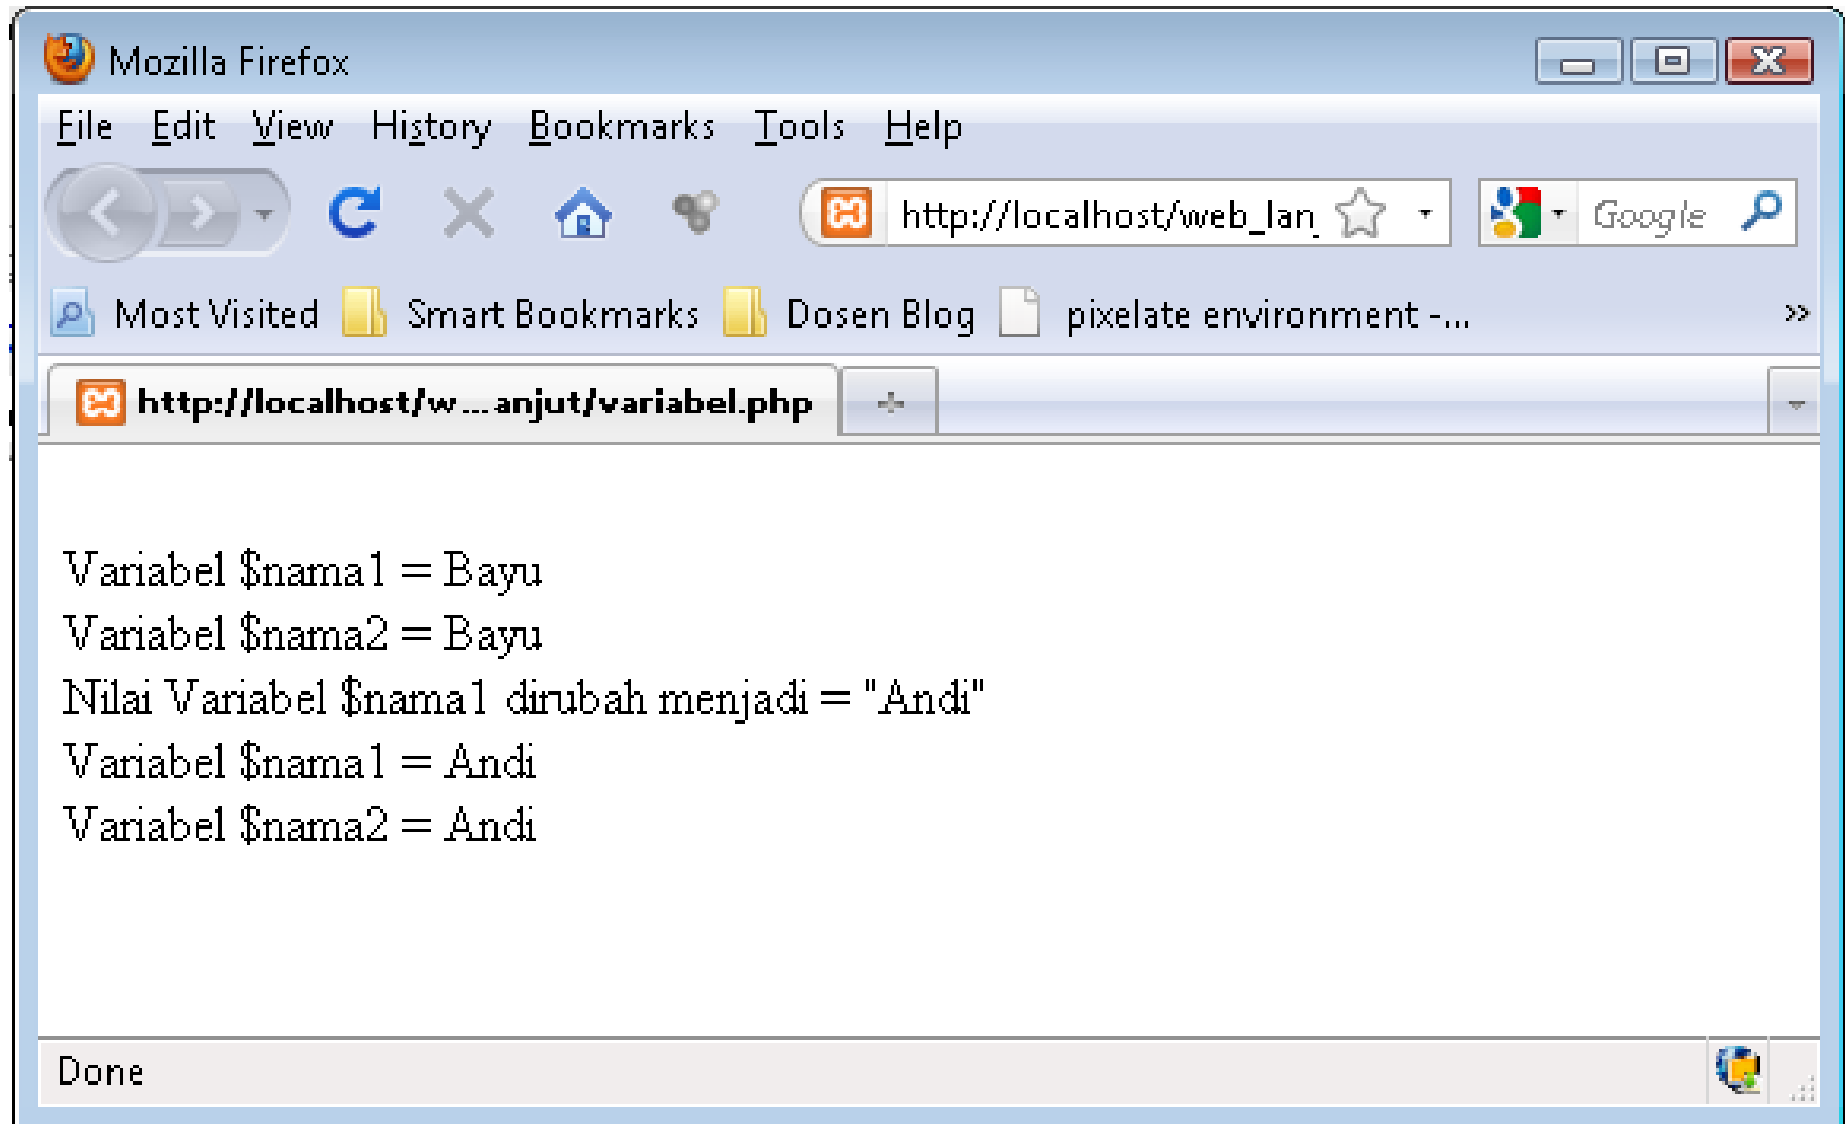 Mozilla Firefox
File Edit View History Bookmarks Tools Help
http://localhost/web_lan Google
Most Visited Smart Bookmarks Dosen Blog pixelate environment -...
http://localhost/w...anjut/variabel.php
Variabel $nama1 = Bayu
Variabel $nama2 = Bayu
Nilai Variabel $nama1 dirubah menjadi = "Andi"
Variabel $nama1 = Andi
Variabel $nama2 = Andi
Done